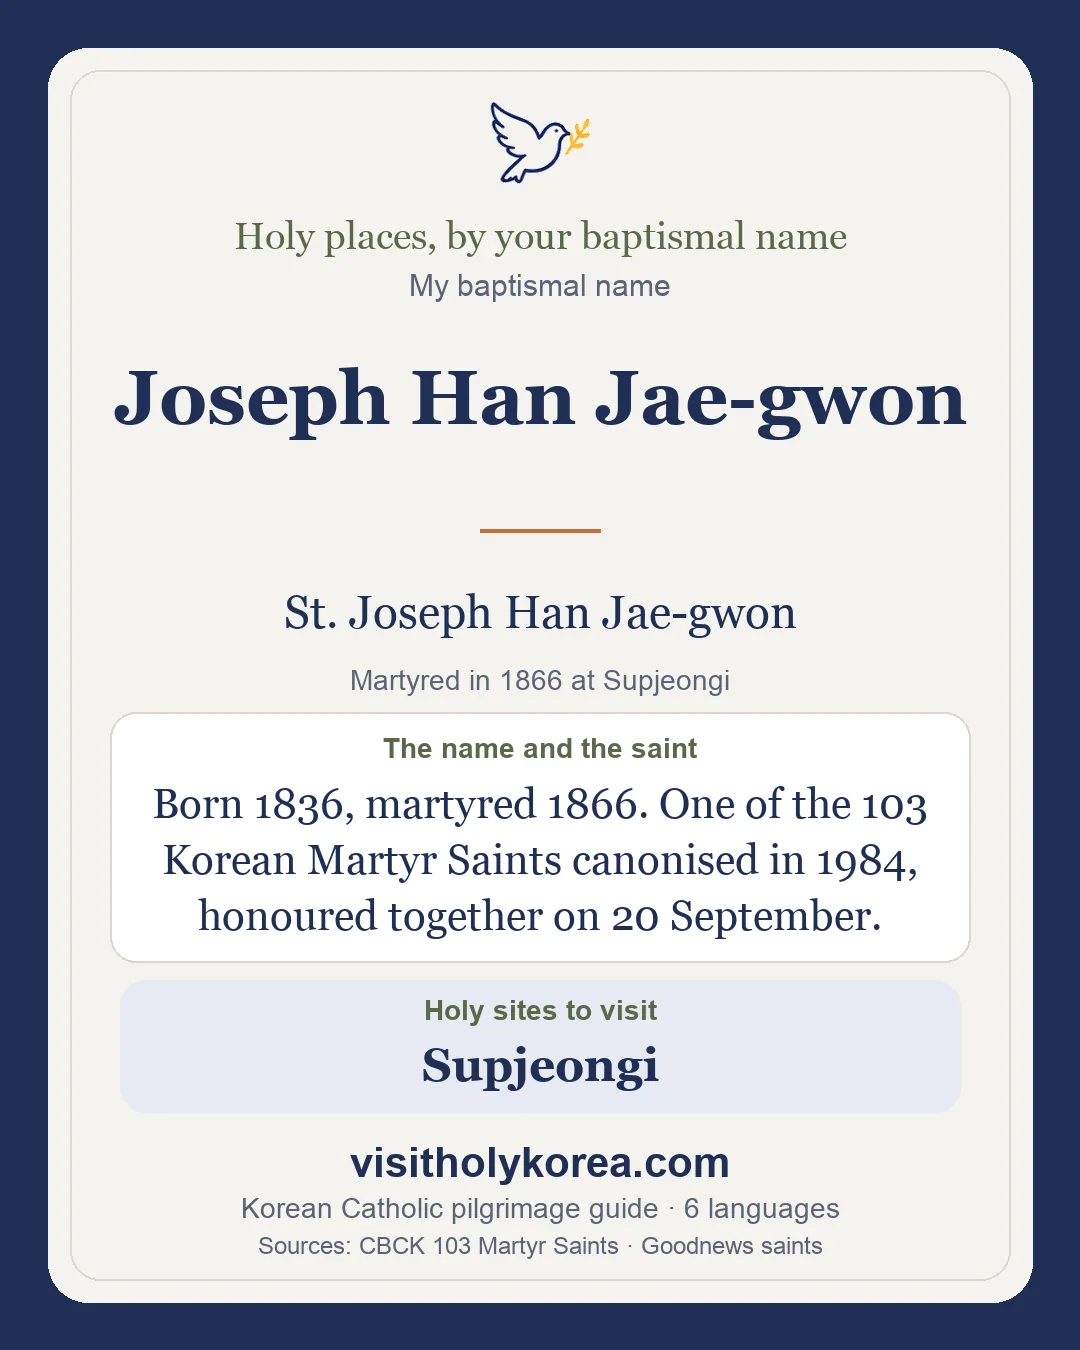 Holy places, by your baptismal name
My baptismal name
Joseph Han Jae-gwon
St. Joseph Han Jae-gwon
Martyred in 1866 at Supjeongi
The name and the saint
Born 1836, martyred 1866. One of the 103
Korean Martyr Saints canonised in 1984,
honoured together on 20 September.
Holy sites to visit
Supjeongi
visitholykorea.com
Korean Catholic pilgrimage guide · 6 languages
Sources: CBCK 103 Martyr Saints · Goodnews saints